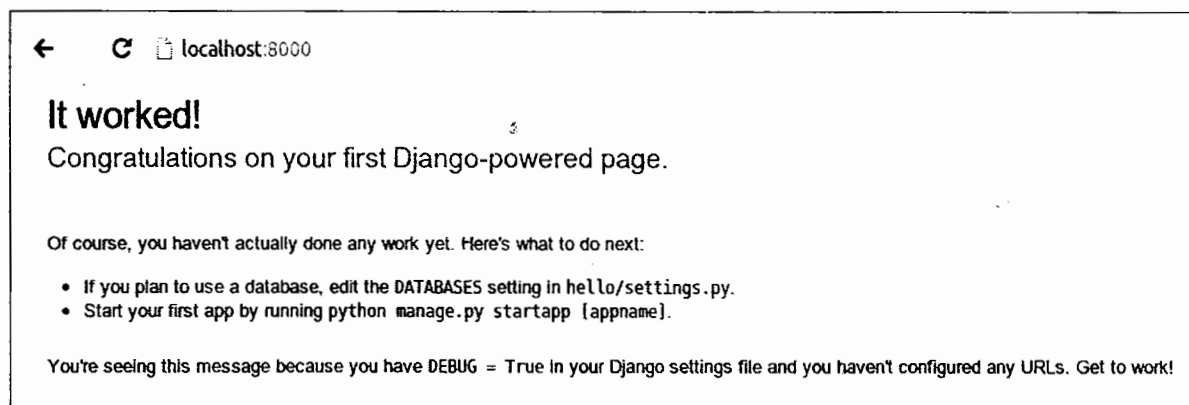 localhost:8000
It worked!
Congratulations on your first Django-powered page.
Of course, you haven't actually done any work yet. Here's what to do next:
• If you plan to use a database, edit the DATABASES setting in hello/settings.py.
• Start your first app by running python manage.py startapp [appname].
You're seeing this message because you have DEBUG = True in your Django settings file and you haven't configured any URLs. Get to work!